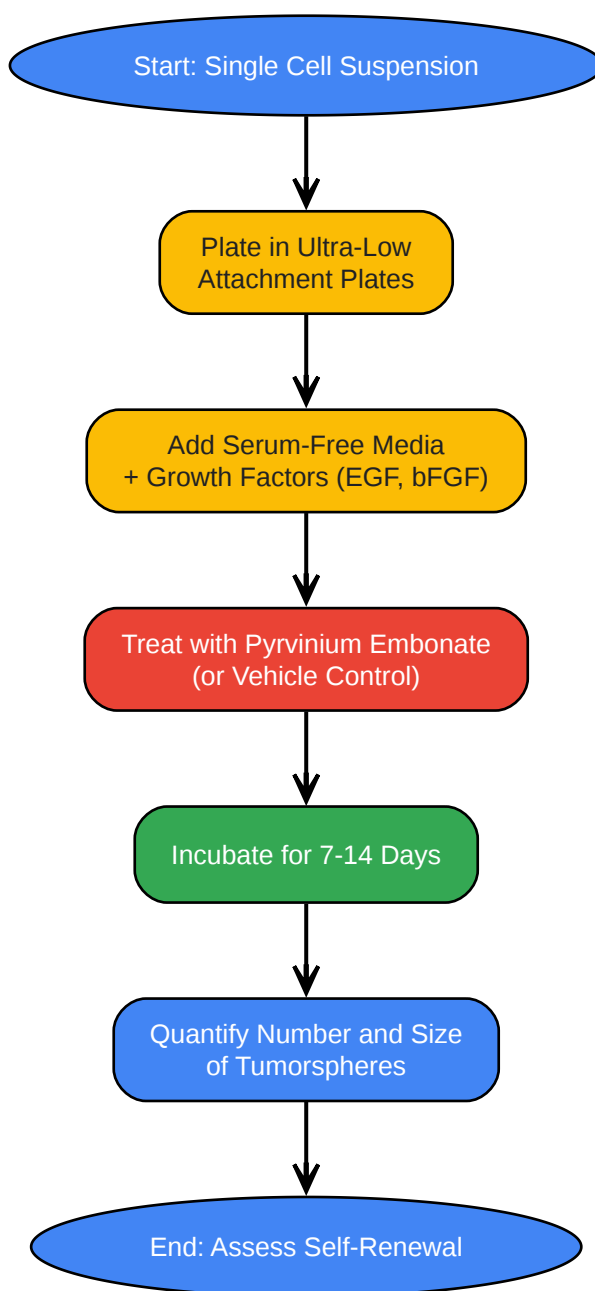 Start: Single Cell Suspension
Plate in Ultra-Low
Attachment Plates
Add Serum-Free Media
+ Growth Factors (EGF, bFGF)
Treat with Pyrvinium Embonate
(or Vehicle Control)
Incubate for 7-14 Days
Quantify Number and Size
of Tumorspheres
End: Assess Self-Renewal